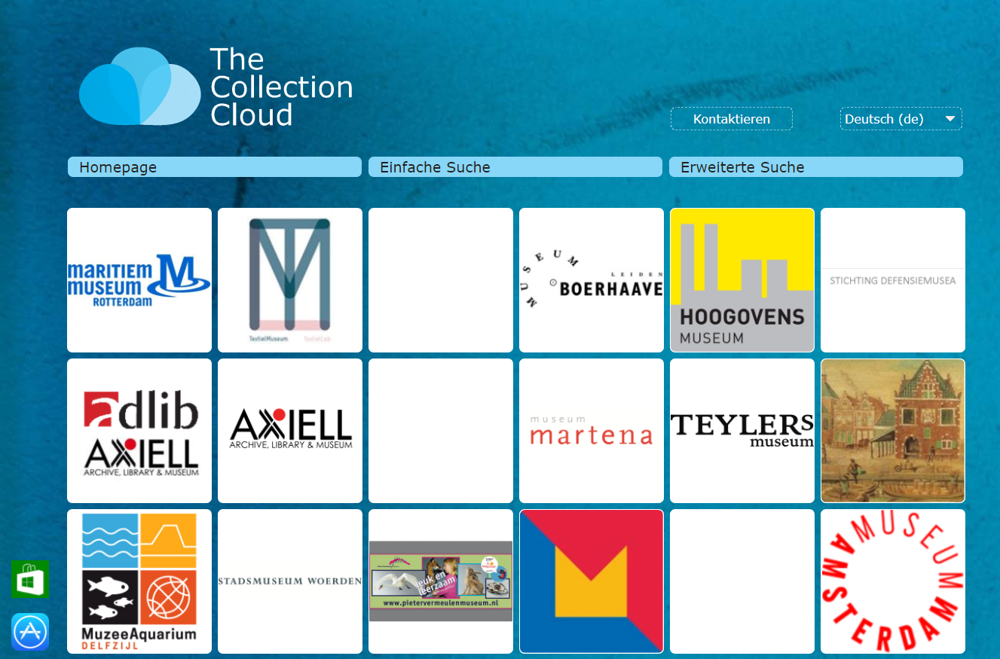 The
Collection
Cloud
Kontaktieren
Deutsch (de)
Homepage
Einfache Suche
Erweiterte Suche
maritiem
museum
rotterdam
TextielMuseum TextielLab
MUSEUM
LEIDEN
BOERHAAVE
HOOGOVENS
MUSEUM
STICHTING DEFENSIEMUSEA
adlib
AXIELL
ARCHIVE, LIBRARY & MUSEUM
AXIELL
ARCHIVE, LIBRARY & MUSEUM
museum
martena
TEYLERS
museum
MuzeeAquarium
DELFZIJL
STADSMUSEUM WOERDEN
leuk en
leerzaam
www.pietervermeulenmuseum.nl
MUSEUM
AMSTERDAM